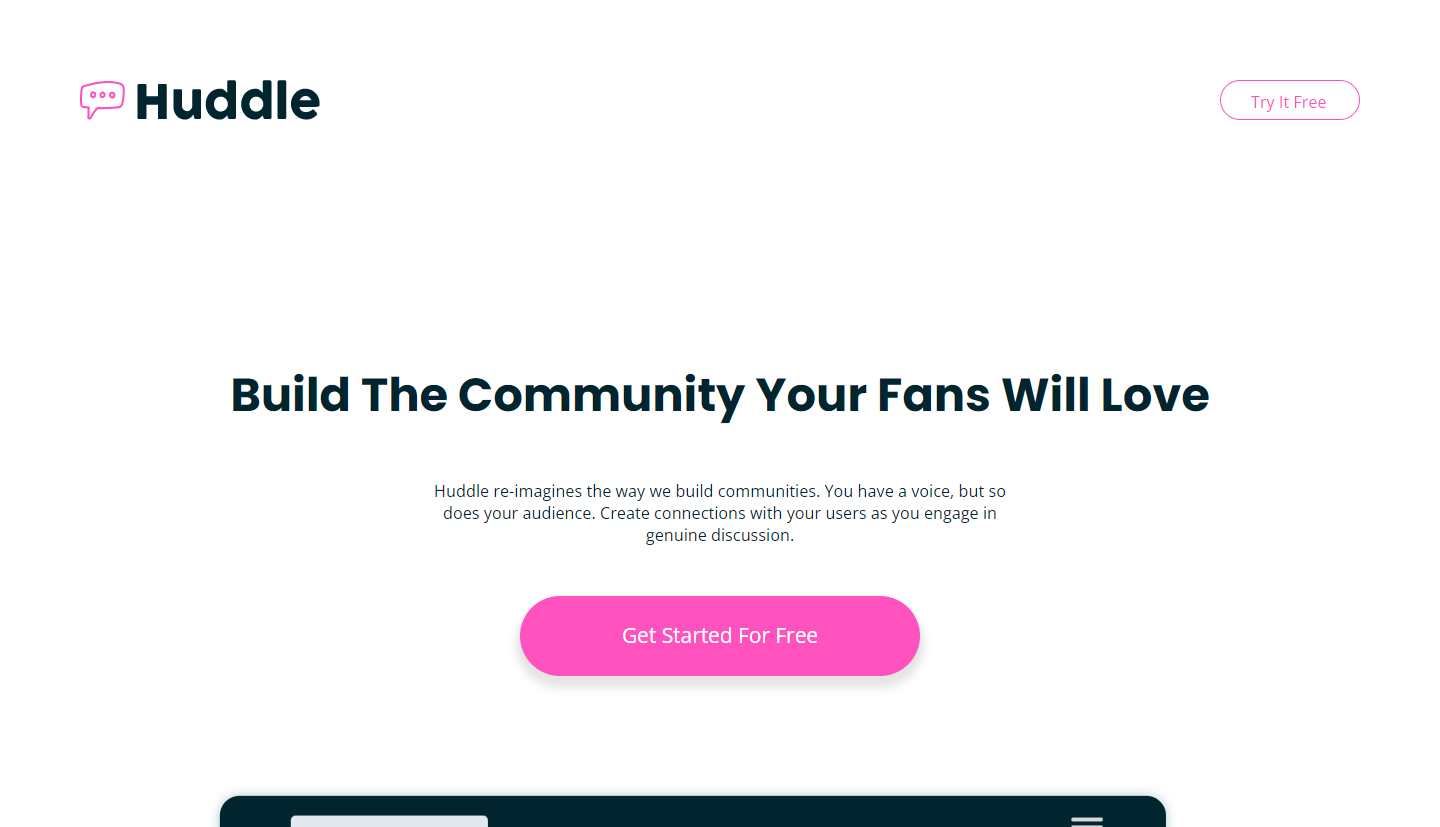 Huddle
Try It Free
Build The Community Your Fans Will Love
Huddle re-imagines the way we build communities. You have a voice, but so
does your audience. Create connections with your users as you engage in
genuine discussion.
Get Started For Free